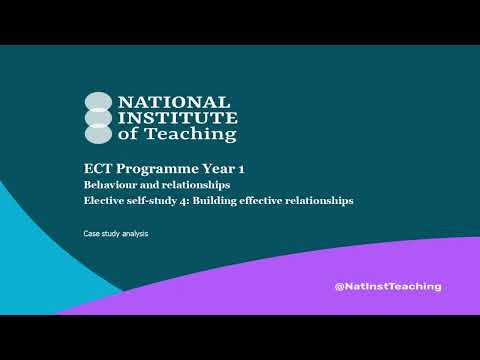 NATIONAL
INSTITUTE
of Teaching
ECT Programme Year 1
Behaviour and relationships
Elective self-study 4: Building effective relationships
Case study analysis
@NatInstTeaching